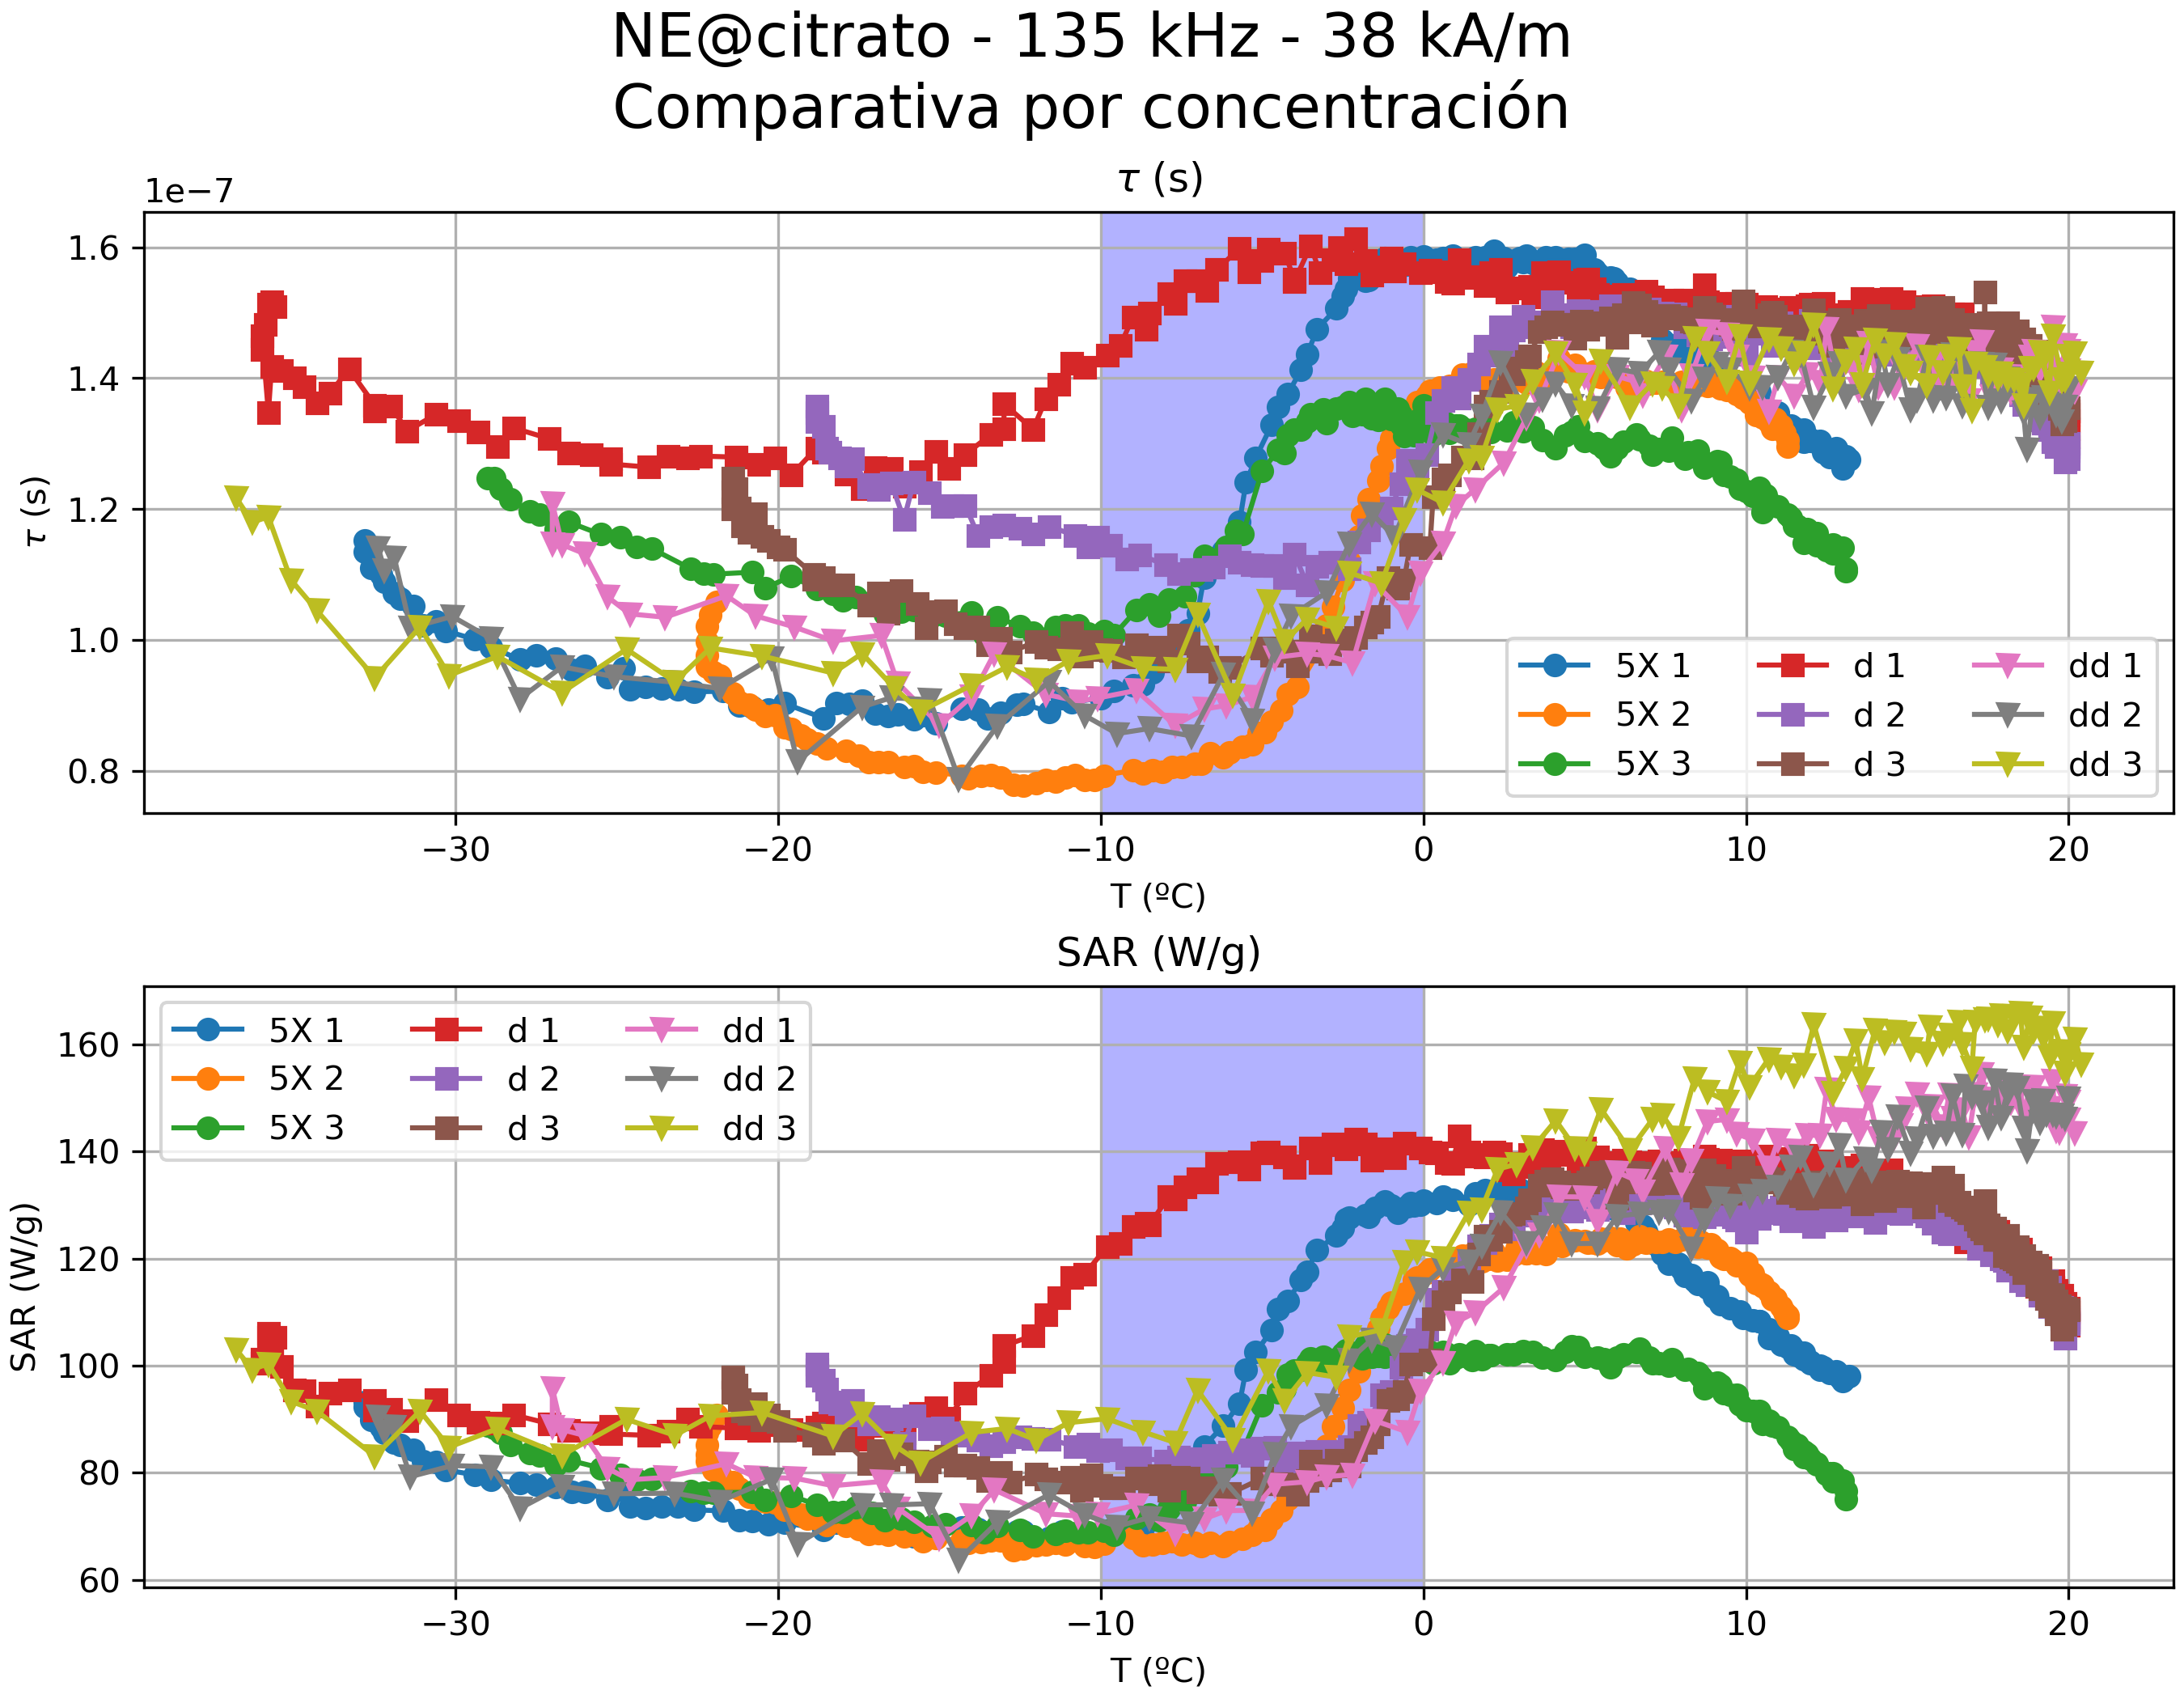 NE@citrato - 135 kHz - 38 kA/m
Comparativa por concentración
τ (s)
1e−7
τ (s)
1.6
1.4
1.2
1.0
0.8
5X 1
5X 2
5X 3
d 1
d 2
d 3
dd 1
dd 2
dd 3
−30
−20
−10
0
10
20
T (ºC)
SAR (W/g)
SAR (W/g)
160
140
120
100
80
60
5X 1
5X 2
5X 3
d 1
d 2
d 3
dd 1
dd 2
dd 3
−30
−20
−10
0
10
20
T (ºC)